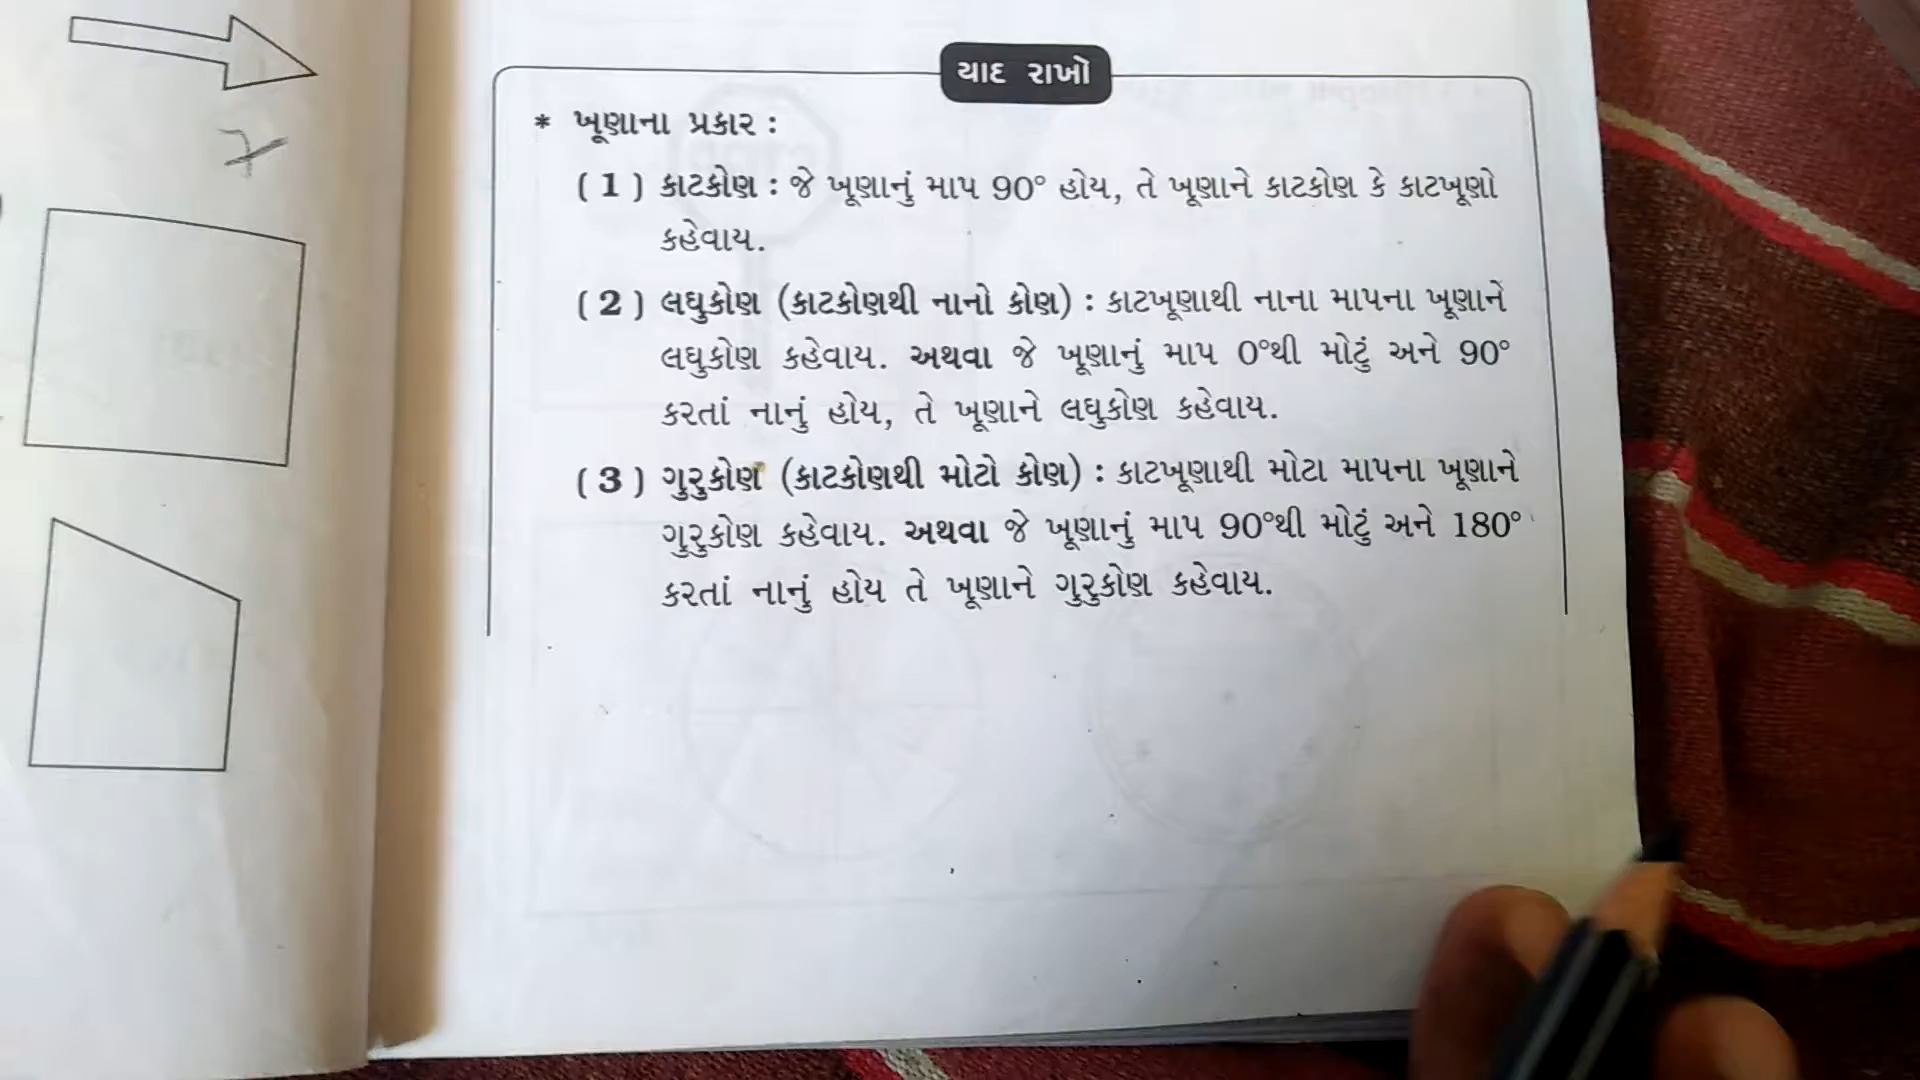 યાદ રાખો
* ખૂણાના પ્રકાર :
( 1 ) કાટકોણ : જે ખૂણાનું માપ 90° હોય, તે ખૂણાને કાટકોણ કે કાટખૂણો
કહેવાય.
( 2 ) લઘુકોણ (કાટકોણથી નાનો કોણ) : કાટખૂણાથી નાના માપના ખૂણાને
લઘુકોણ કહેવાય. અથવા જે ખૂણાનું માપ 0°થી મોટું અને 90°
કરતાં નાનું હોય, તે ખૂણાને લઘુકોણ કહેવાય.
( 3 ) ગુરુકોણ (કાટકોણથી મોટો કોણ) : કાટખૂણાથી મોટા માપના ખૂણાને
ગુરુકોણ કહેવાય. અથવા જે ખૂણાનું માપ 90°થી મોટું અને 180°
કરતાં નાનું હોય તે ખૂણાને ગુરુકોણ કહેવાય.